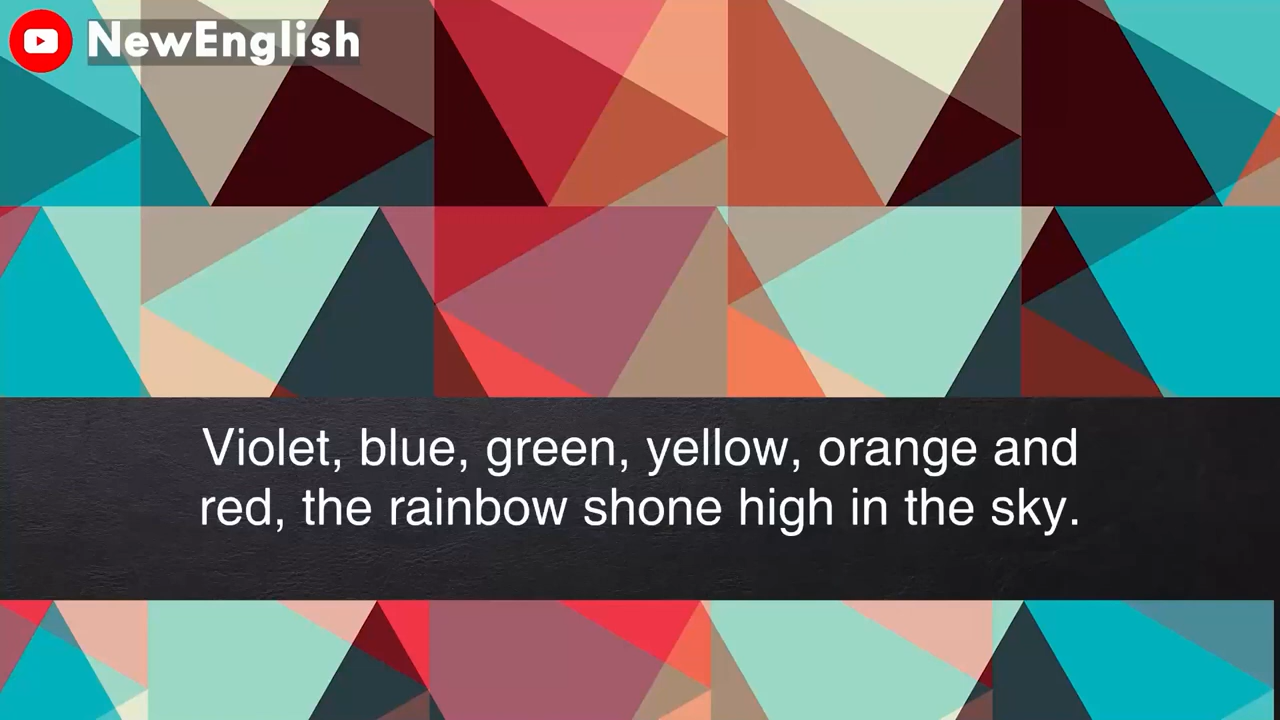 NewEnglish
Violet, blue, green, yellow, orange and
red, the rainbow shone high in the sky.